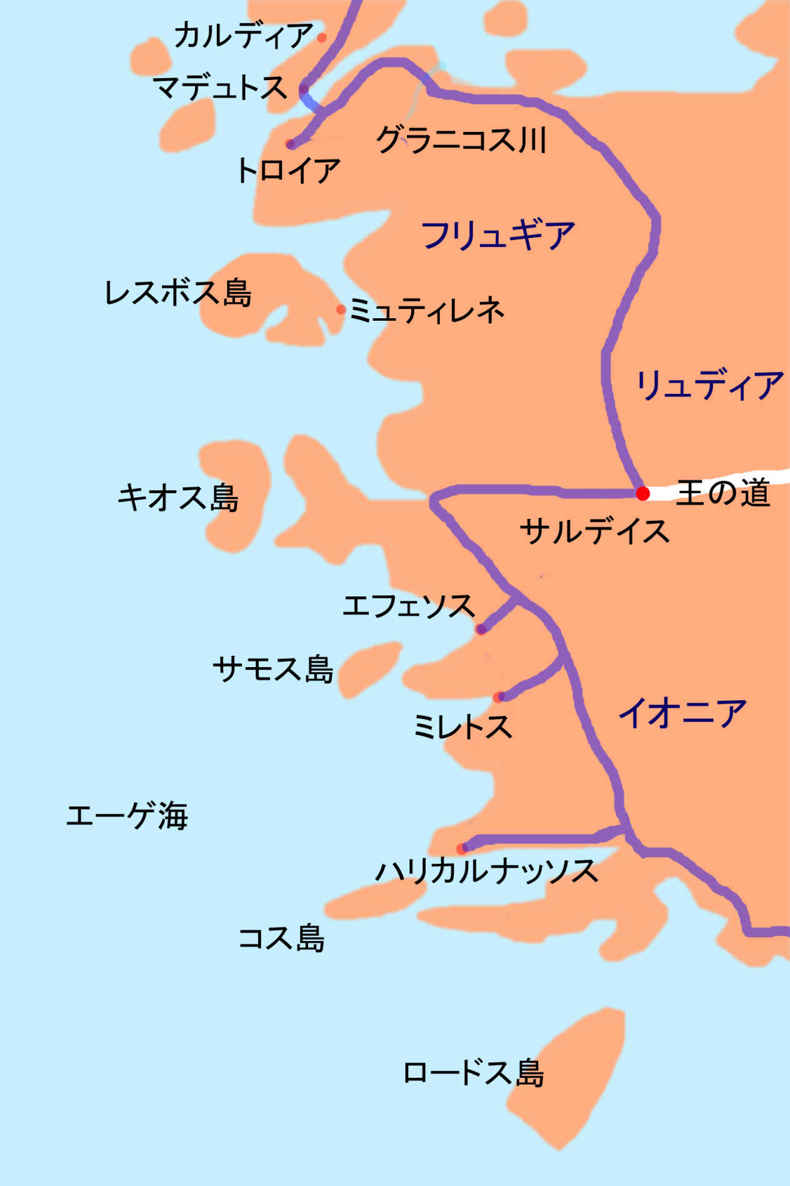 カルディア
マデュトス
グラニコス川
トロイア
フリュギア
レスボス島
ミュティレネ
リュディア
キオス島
王の道
サルデイス
エフェソス
サモス島
イオニア
ミレトス
エーゲ海
ハリカルナッソス
コス島
ロードス島